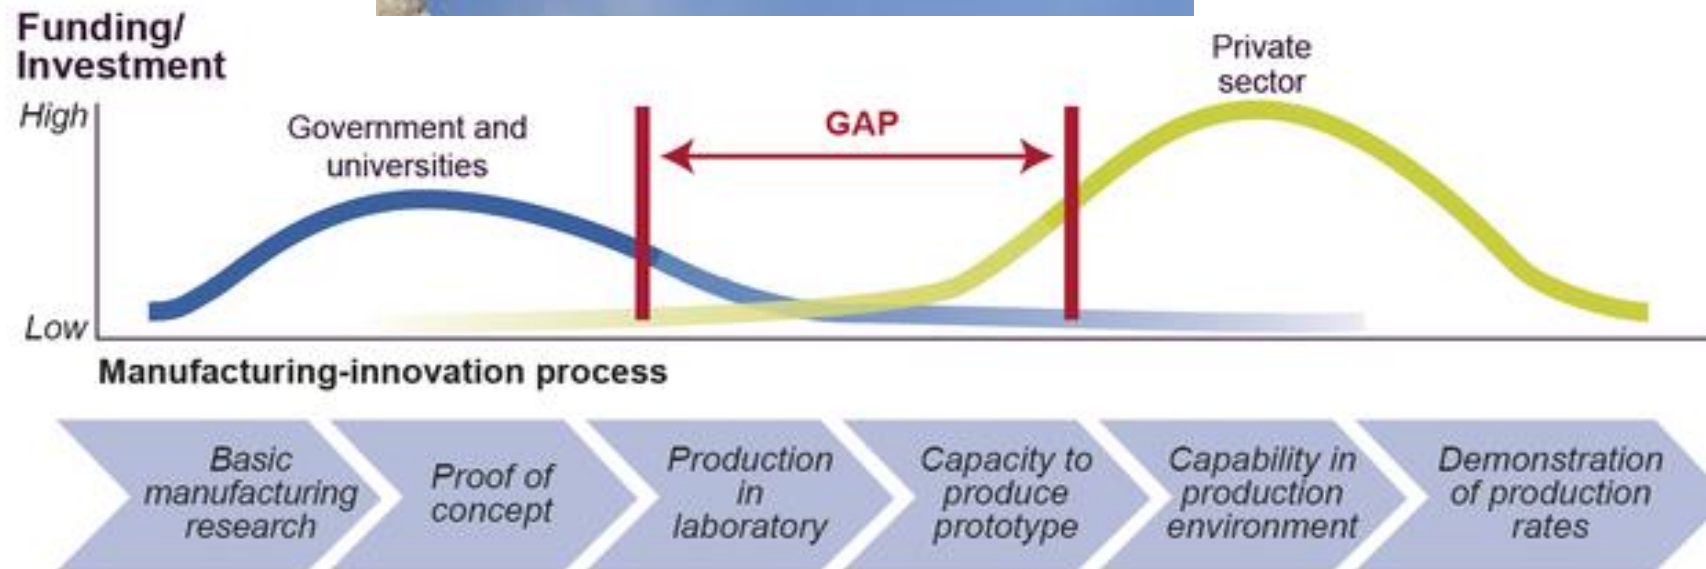 Funding/
Investment
High
Government and
universities
GAP
Private
sector
Low
Manufacturing-innovation process
Basic
manufacturing
research
Proof of
concept
Production
in
laboratory
Capacity to
produce
prototype
Capability in
production
environment
Demonstration
of production
rates